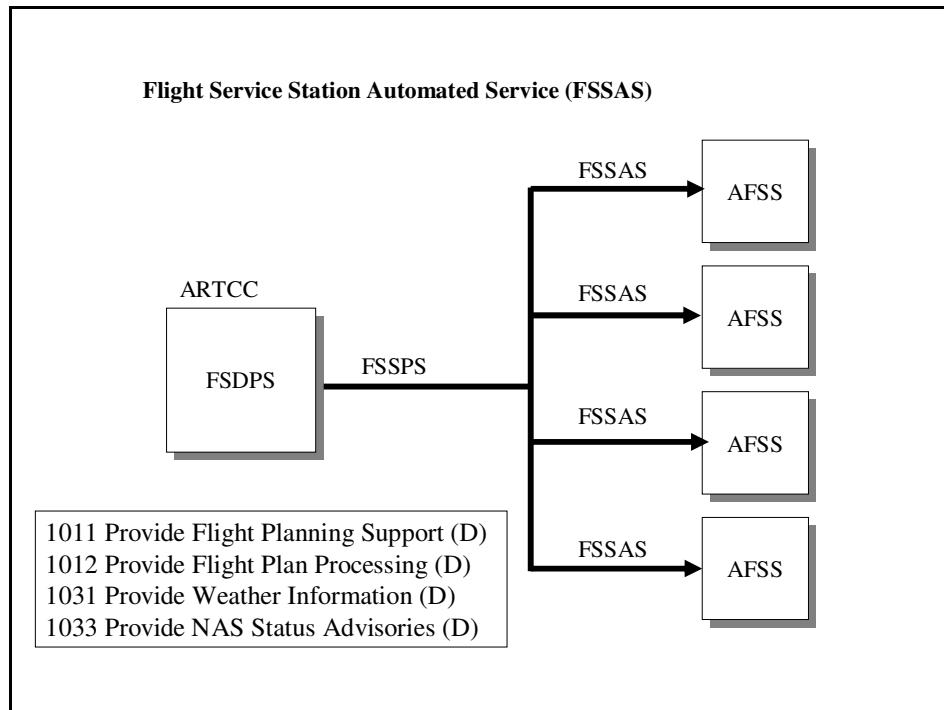 Flight Service Station Automated Service (FSSAS)
FSSAS
AFSS
FSSAS
AFSS
ARTCC
FSDPS
FSSPS
FSSAS
AFSS
FSSAS
AFSS
1011 Provide Flight Planning Support (D)
1012 Provide Flight Plan Processing (D)
1031 Provide Weather Information (D)
1033 Provide NAS Status Advisories (D)